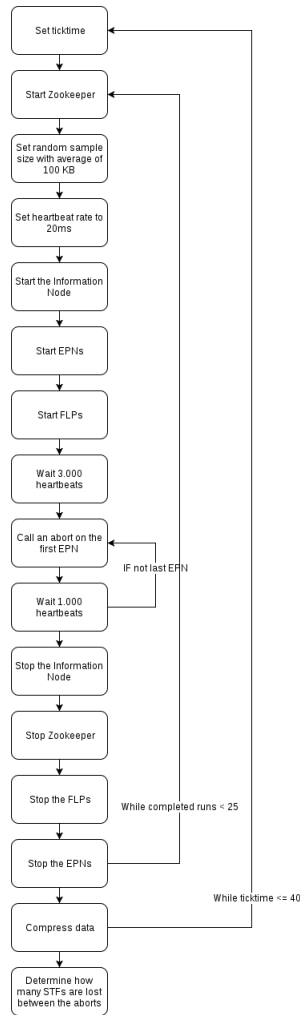 Set ticktime
Start Zookeeper
Set random sample
size with average of
100 KB
Set heartbeat rate to
20ms
Start the Information
Node
Start EPNs
Start FLPs
Wait 3.000
heartbeats
Call an abort on the
first EPN
IF not last EPN
Wait 1.000
heartbeats
Stop the Information
Node
Stop Zookeeper
Stop the FLPs
While completed runs < 25
Stop the EPNs
While ticktime <= 40
Compress data
Determine how
many STFs are lost
between the aborts